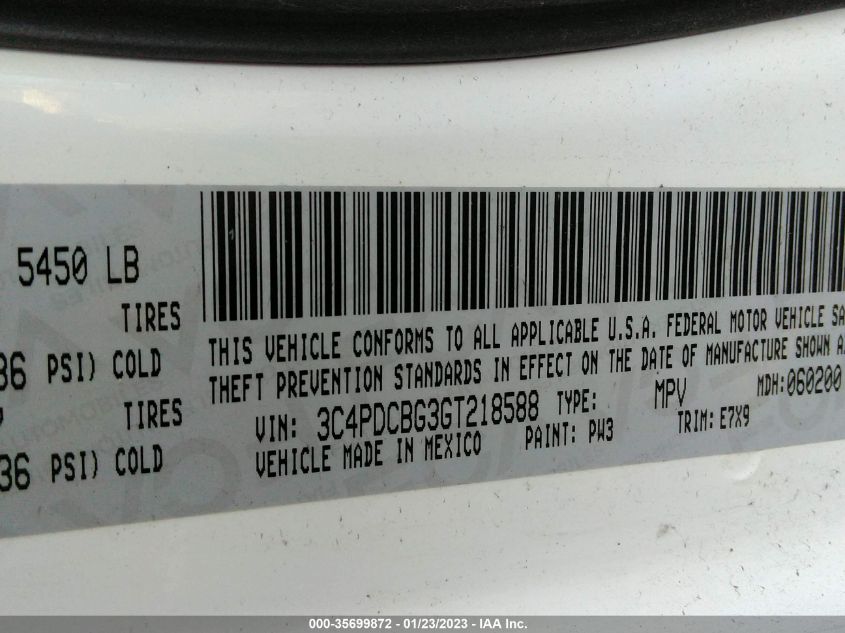 5450 LB
TIRES
36 PSI) COLD
TIRES
36 PSI) COLD
THIS VEHICLE CONFORMS TO ALL APPLICABLE U.S.A. FEDERAL MOTOR VEHICLE SA
THEFT PREVENTION STANDARDS IN EFFECT ON THE DATE OF MANUFACTURE SHOWN A
VIN: 3C4PDCBG3GT218588 TYPE: MPV MDH:060200
VEHICLE MADE IN MEXICO PAINT: PW3 TRIM: E7X9
000-35699872 - 01/23/2023 - IAA Inc.